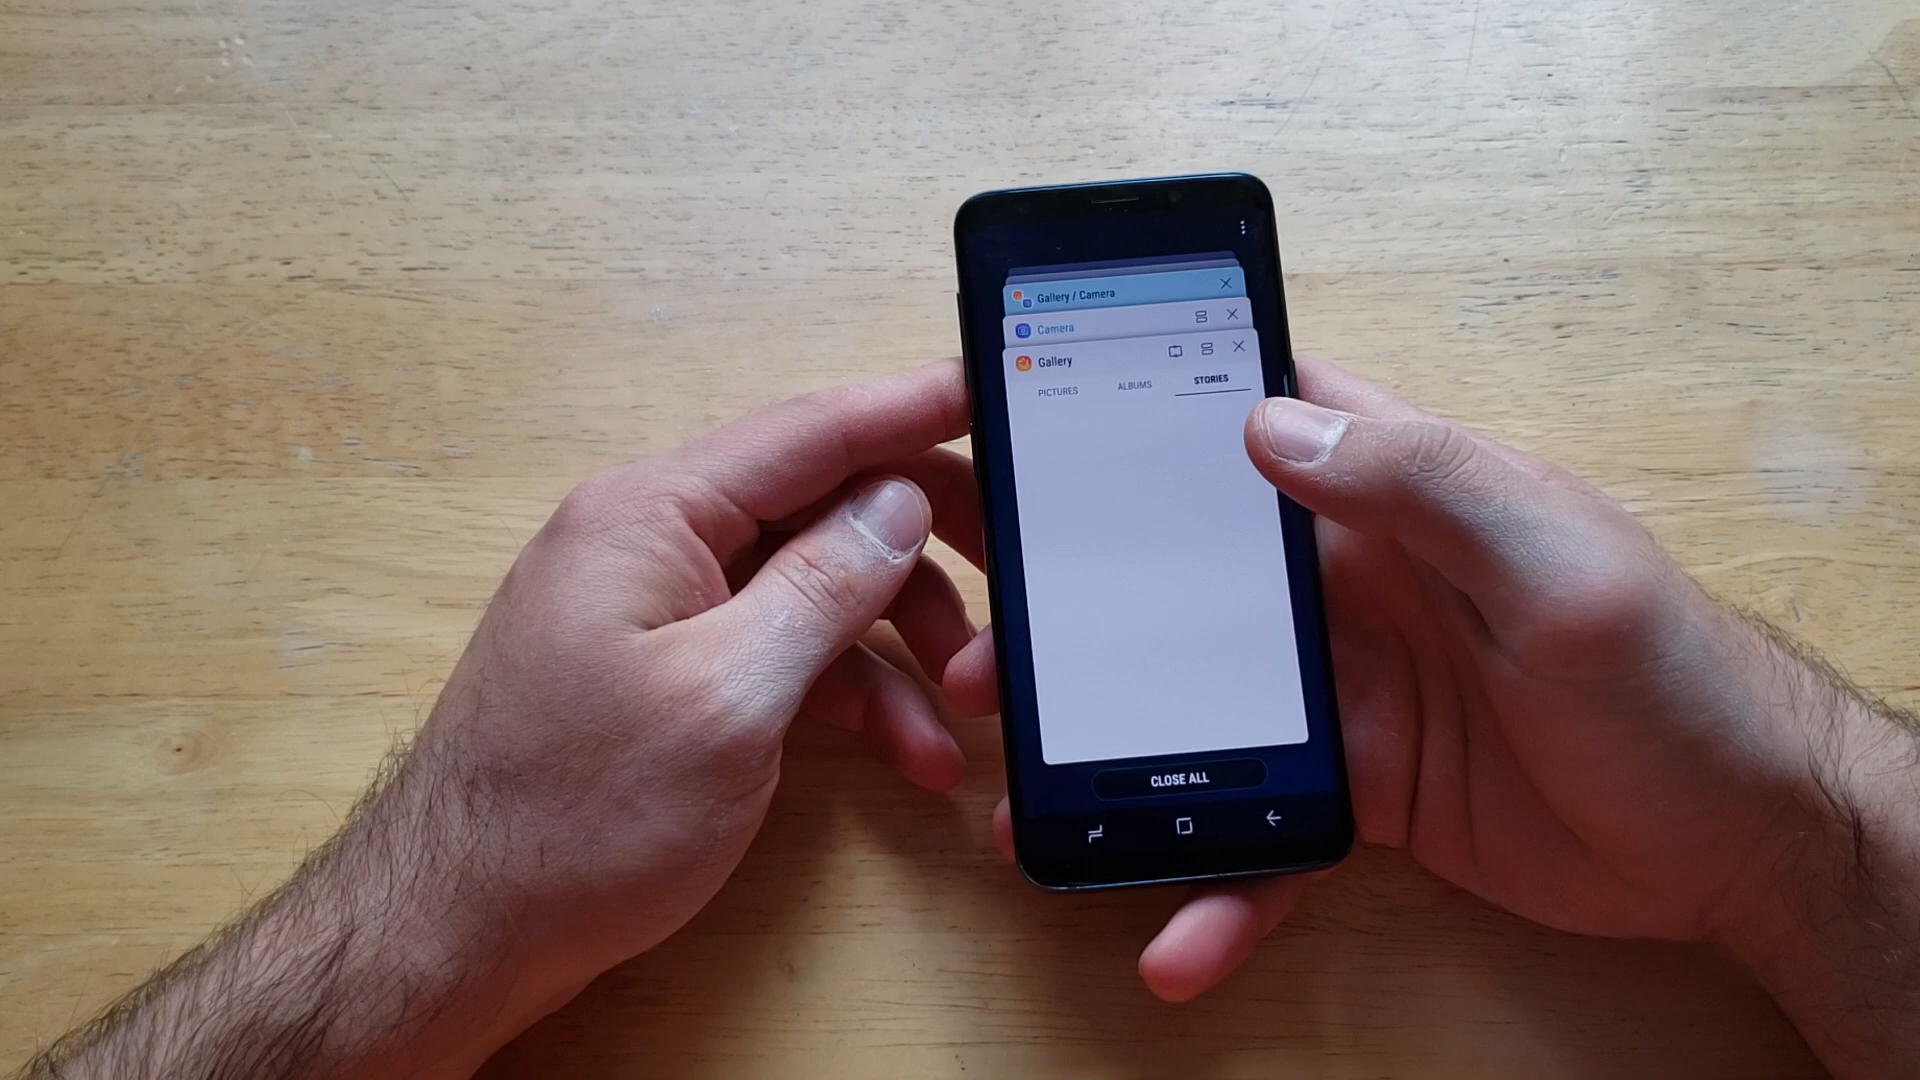 Gallery / Camera
Camera
Gallery
PICTURES ALBUMS STORIES
CLOSE ALL